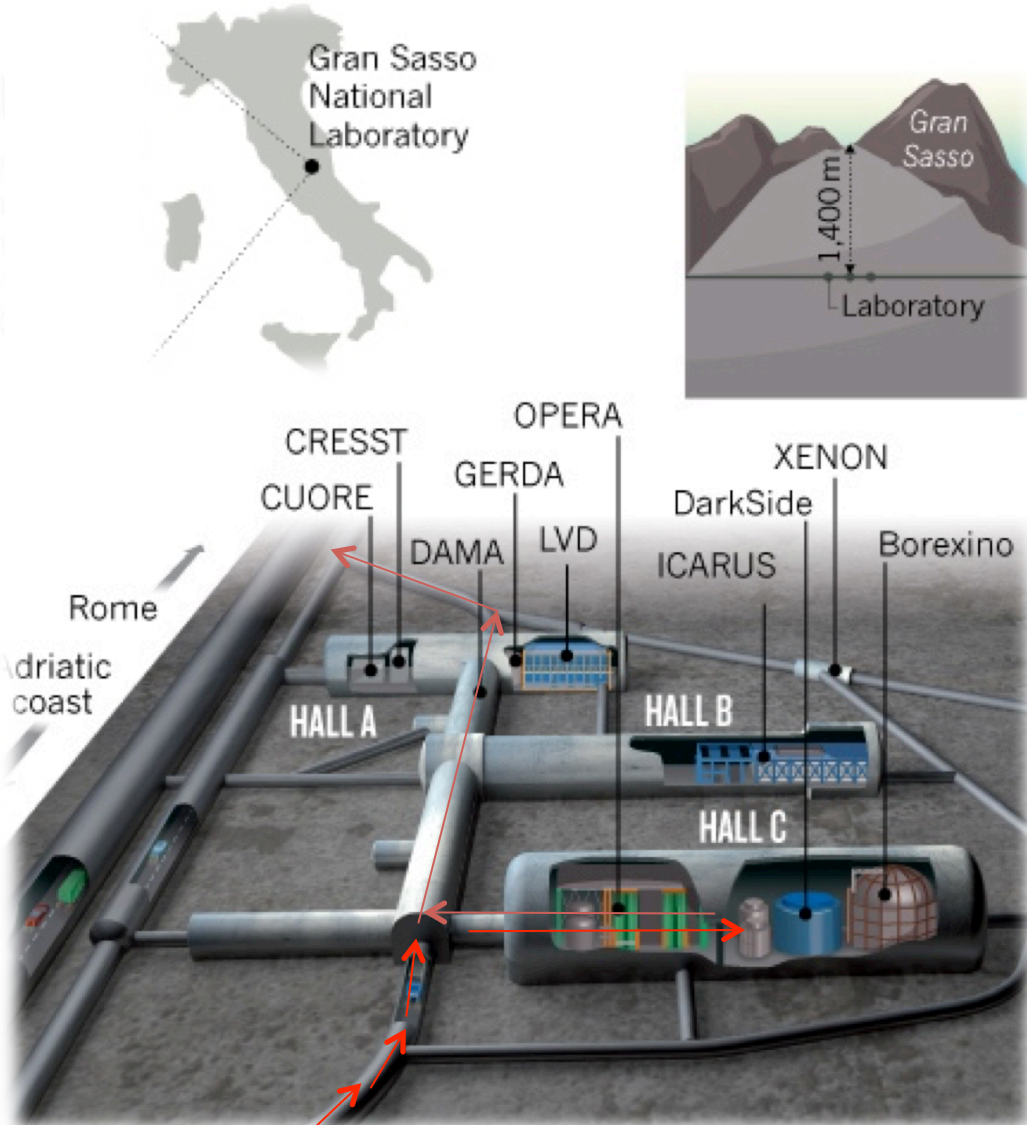 Gran Sasso
National
Laboratory
Gran
Sasso
1,400 m
Laboratory
OPERA
CRESST
XENON
GERDA
CUORE
DarkSide
LVD
DAMA
Borexino
ICARUS
Rome
driatic
coast
HALL A
HALL B
HALL C